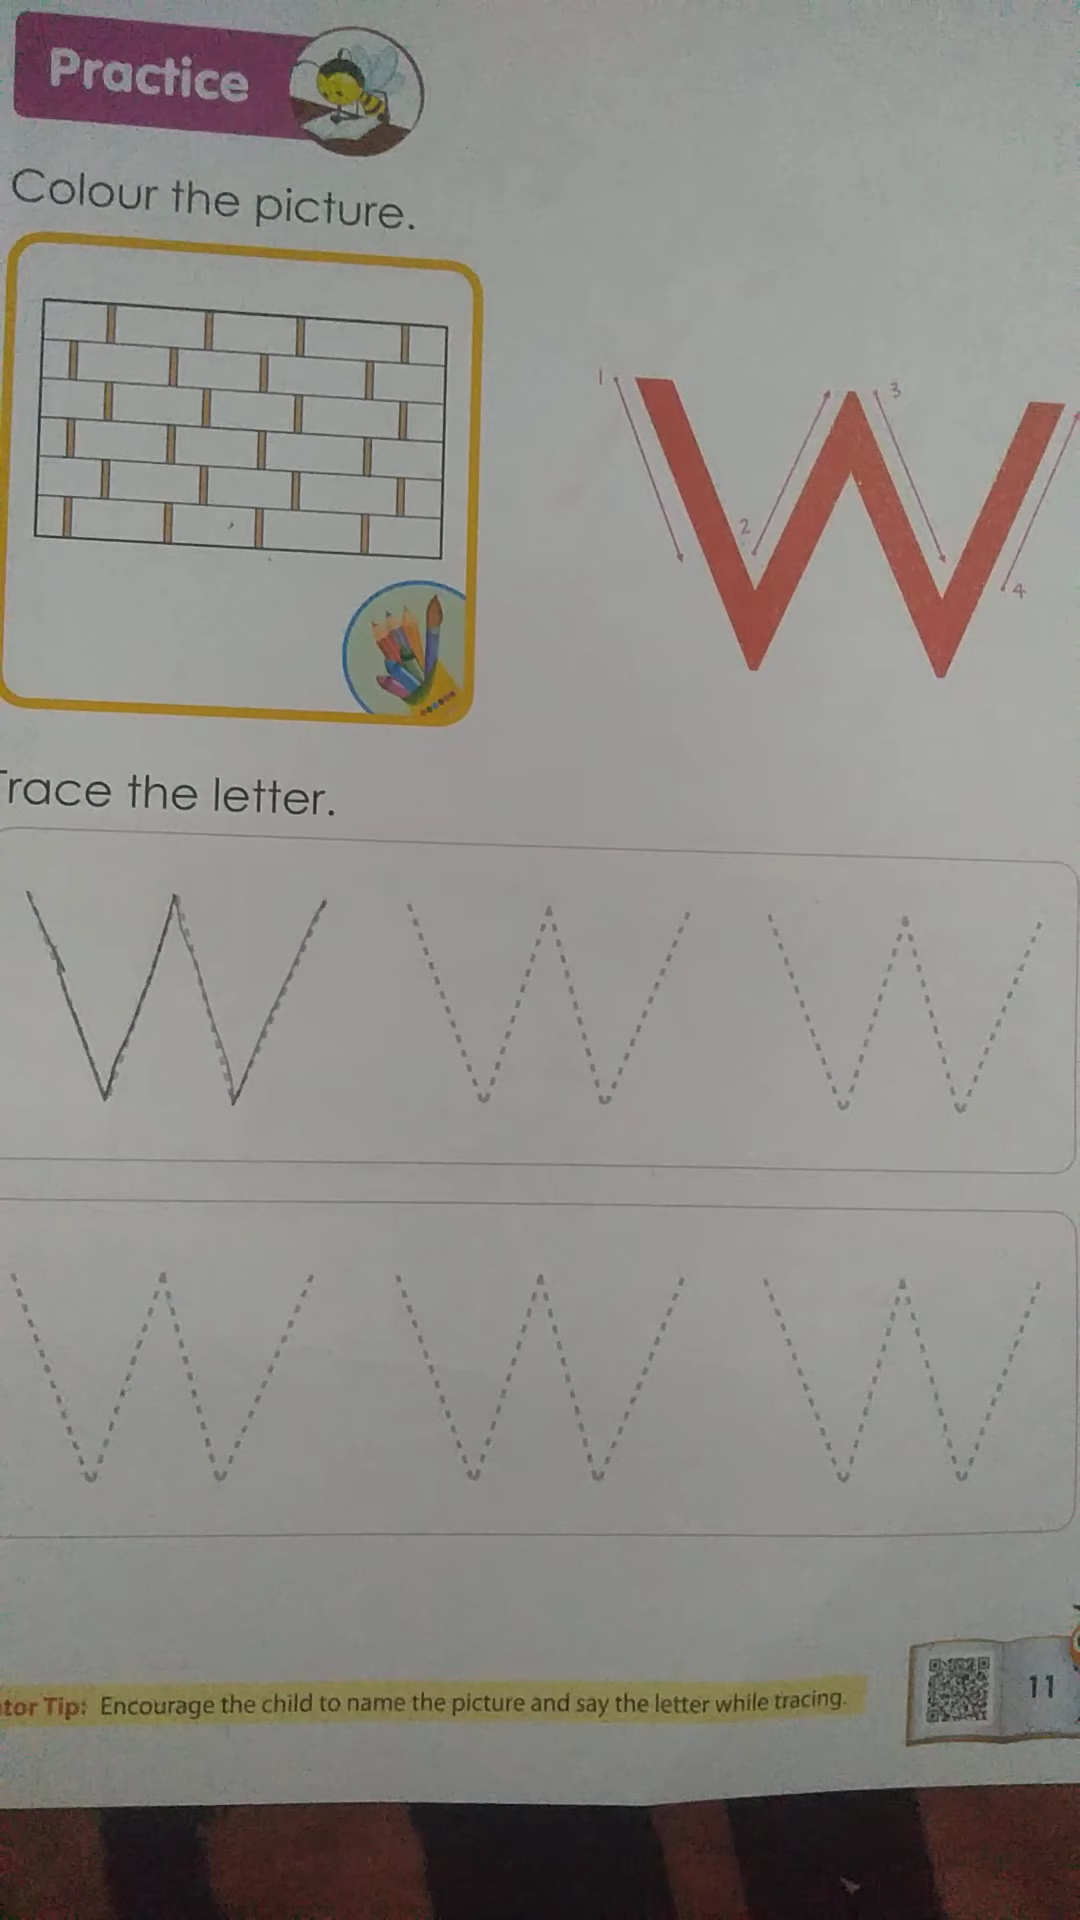 Practice
Colour the picture.
1
2
3
4
W
race the letter.
W W W
W W W
tor Tip: Encourage the child to name the picture and say the letter while tracing.
11